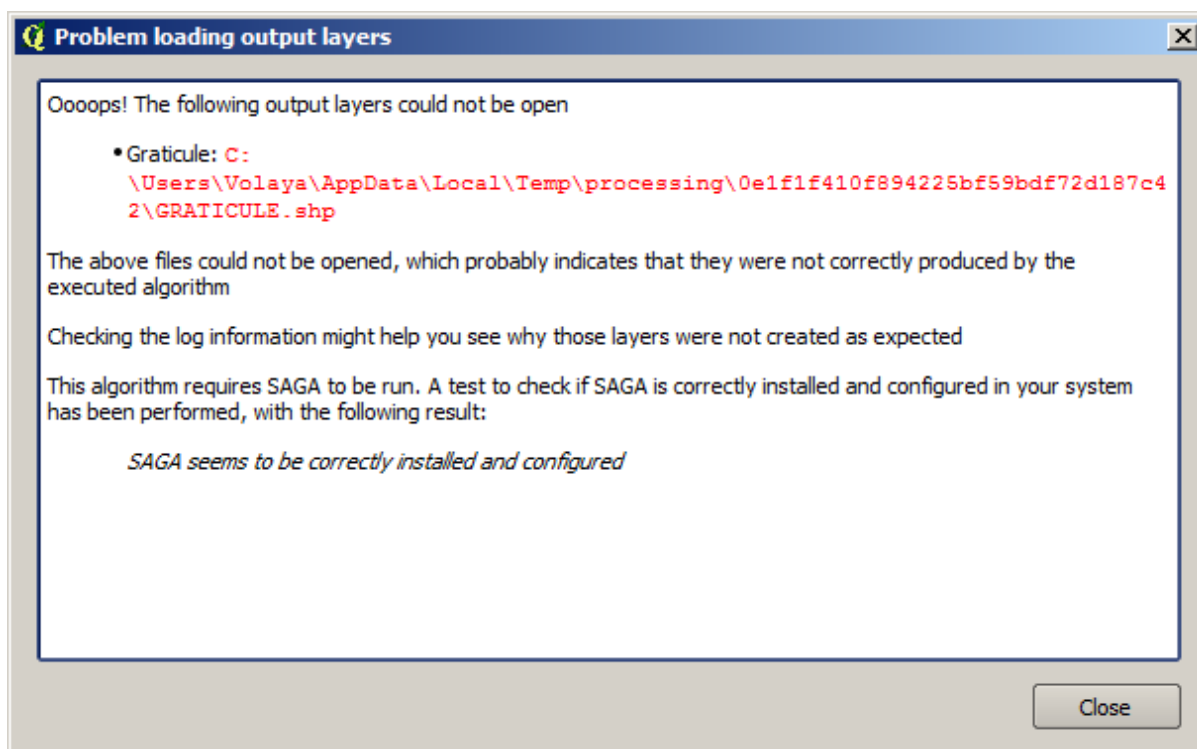 Problem loading output layers
Oooops! The following output layers could not be open
• Graticule: C:
\Users\Volaya\AppData\Local\Temp\processing\0e1f1f410f894225bf59bdf72d187c4
2\GRATICULE.shp
The above files could not be opened, which probably indicates that they were not correctly produced by the
executed algorithm
Checking the log information might help you see why those layers were not created as expected
This algorithm requires SAGA to be run. A test to check if SAGA is correctly installed and configured in your system
has been performed, with the following result:
SAGA seems to be correctly installed and configured
Close